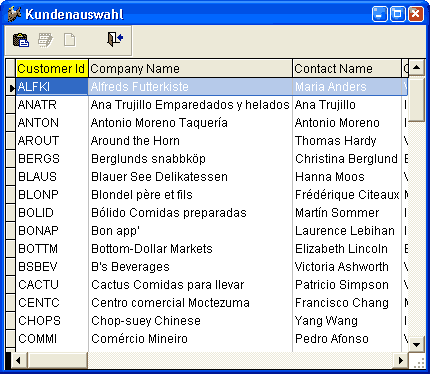 Kundenauswahl
Customer Id Company Name Contact Name
ALFKI Alfreds Futterkiste Maria Anders
ANATR Ana Trujillo Emparedados y helados Ana Trujillo
ANTON Antonio Moreno Taquería Antonio Moreno
AROUT Around the Horn Thomas Hardy
BERGS Berglunds snabbköp Christina Berglund
BLAUS Blauer See Delikatessen Hanna Moos
BLONP Blondel père et fils Frédérique Citeaux
BOLID Bólido Comidas preparadas Martín Sommer
BONAP Bon app' Laurence Lebihan
BOTTM Bottom-Dollar Markets Elizabeth Lincoln
BSBEV B's Beverages Victoria Ashworth
CACTU Cactus Comidas para llevar Patricio Simpson
CENTC Centro comercial Moctezuma Francisco Chang
CHOPS Chop-suey Chinese Yang Wang
COMMI Comércio Mineiro Pedro Afonso